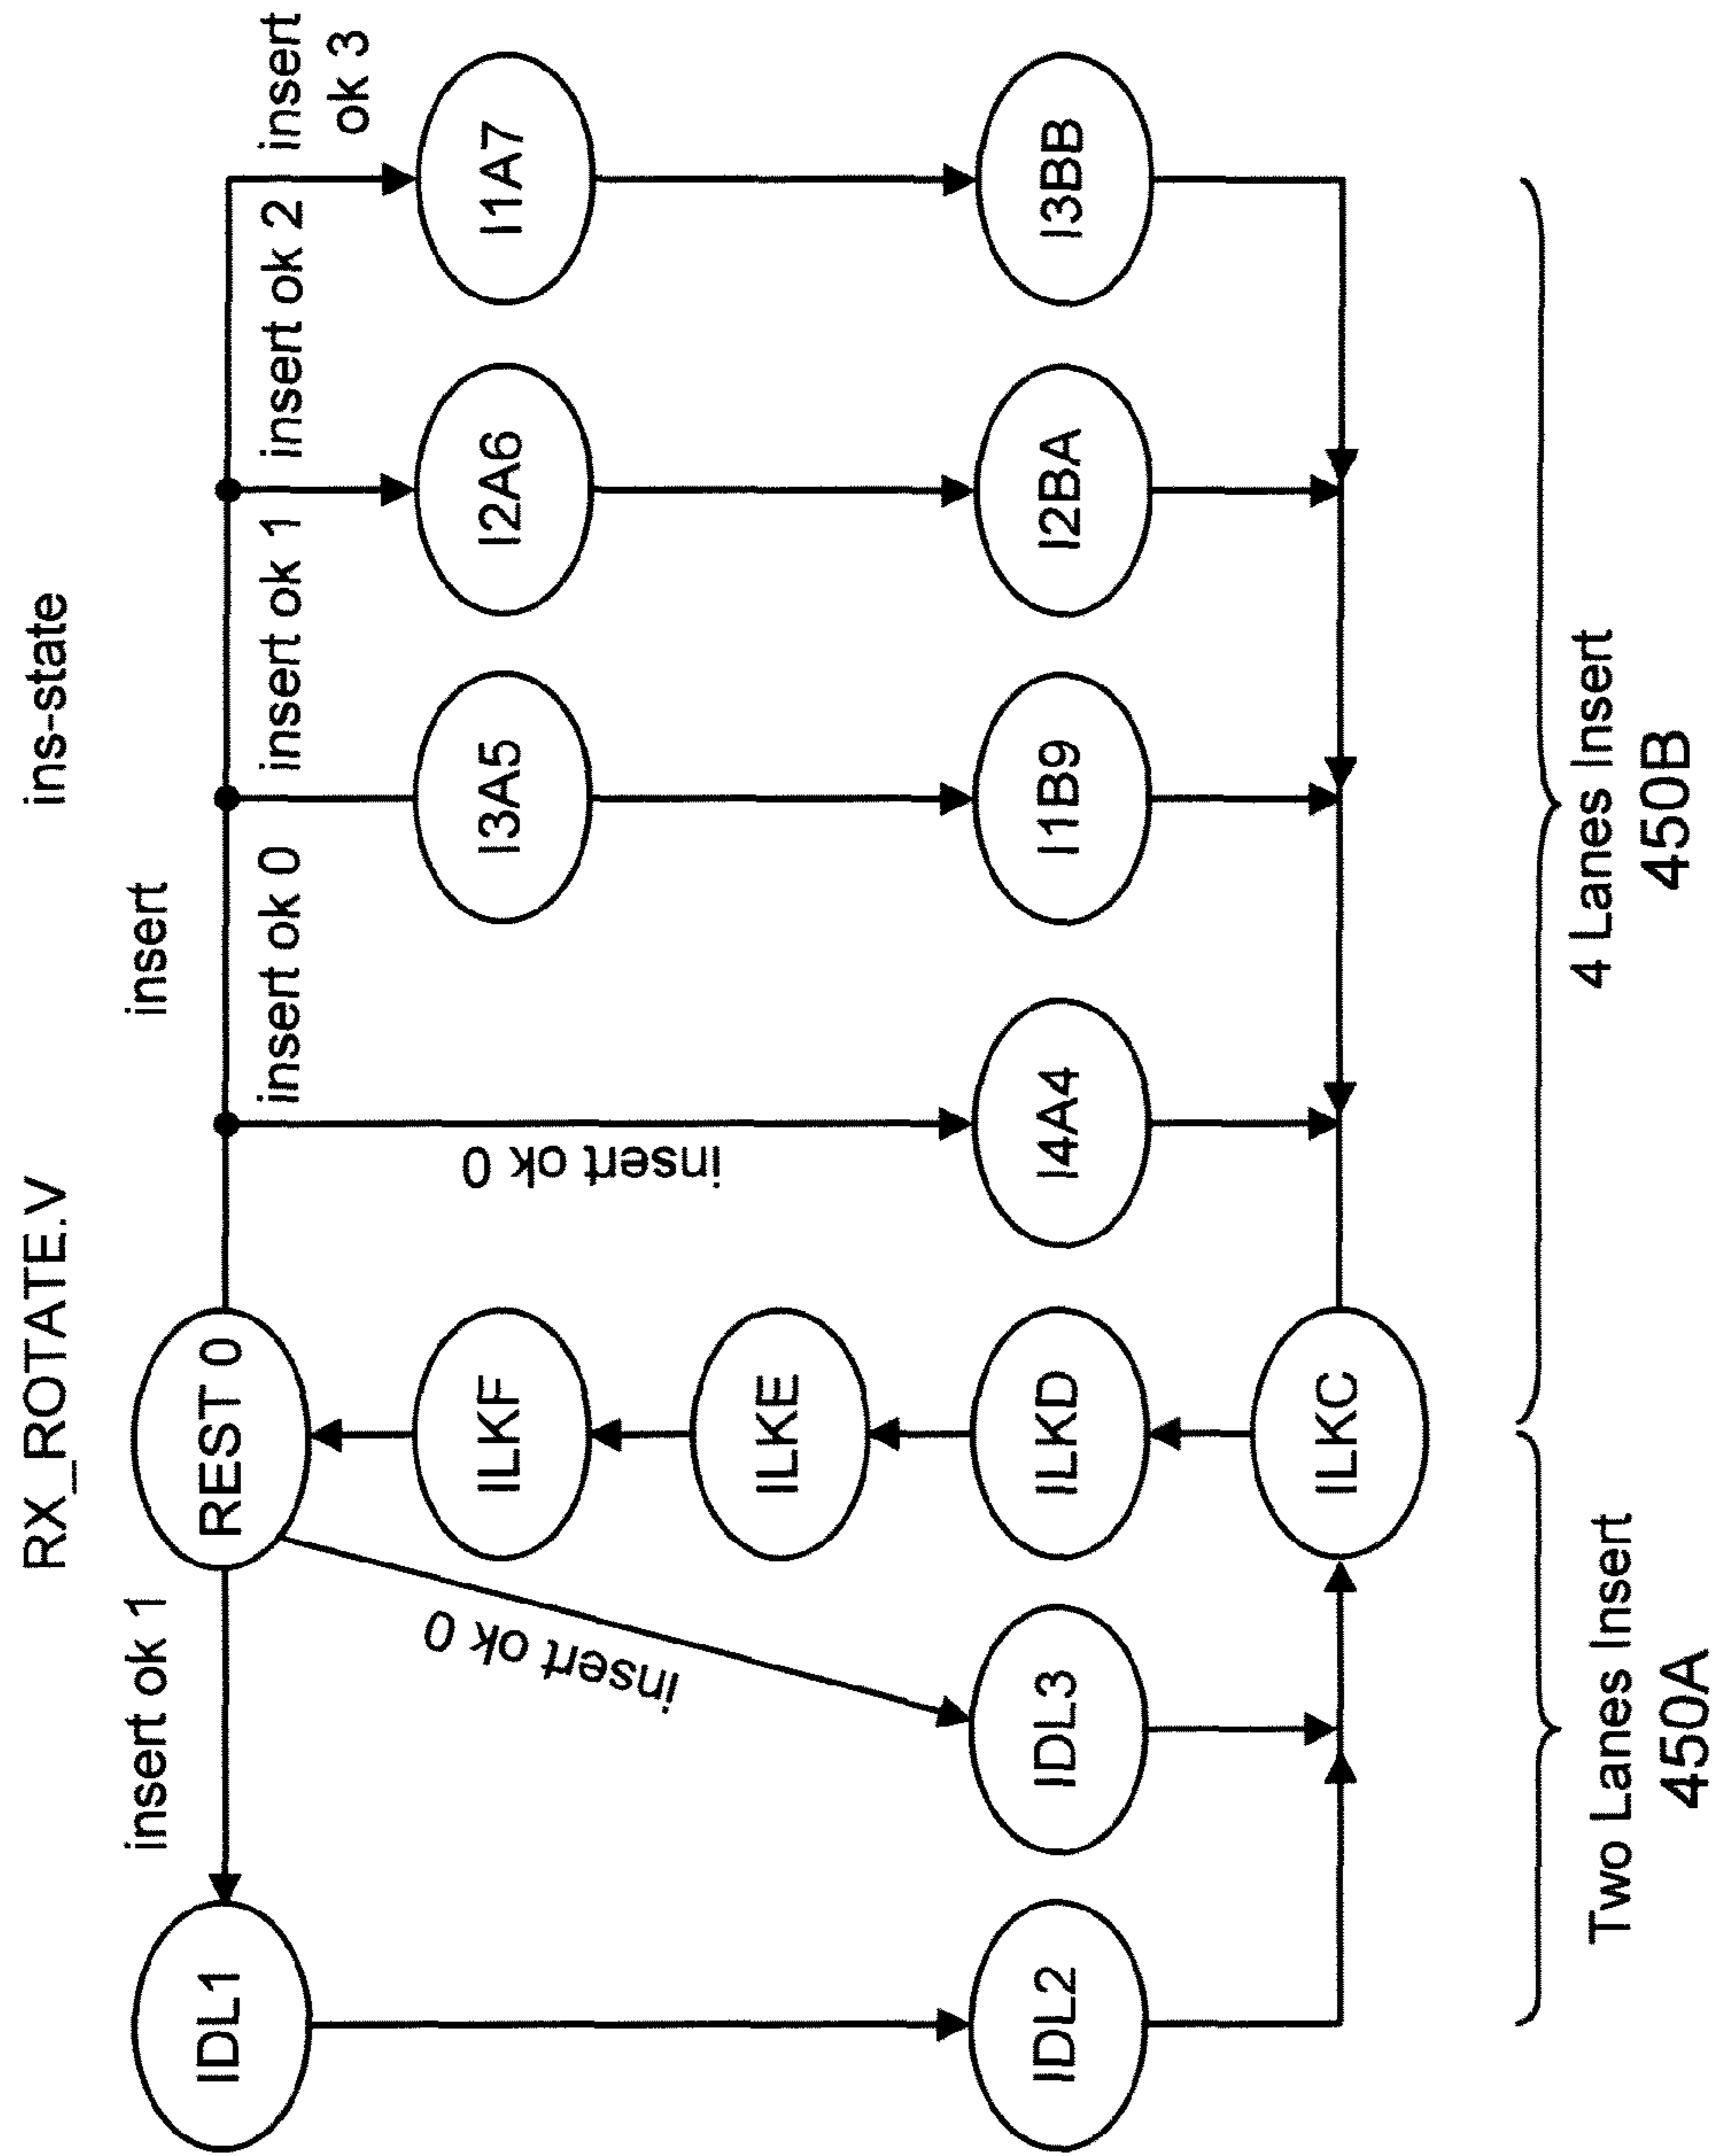 RX_ROTATE.V
ins-state
insert ok 1
insert
IDL1
REST 0
insert ok 0
insert ok 1
insert ok 2
insert
ok 3
insert ok 0
insert ok 0
ILKF
I3A5
I2A6
I1A7
ILKE
IDL2
IDL3
ILKD
I4A4
I1B9
I2BA
I3BB
ILKC
Two Lanes Insert
450A
4 Lanes Insert
450B